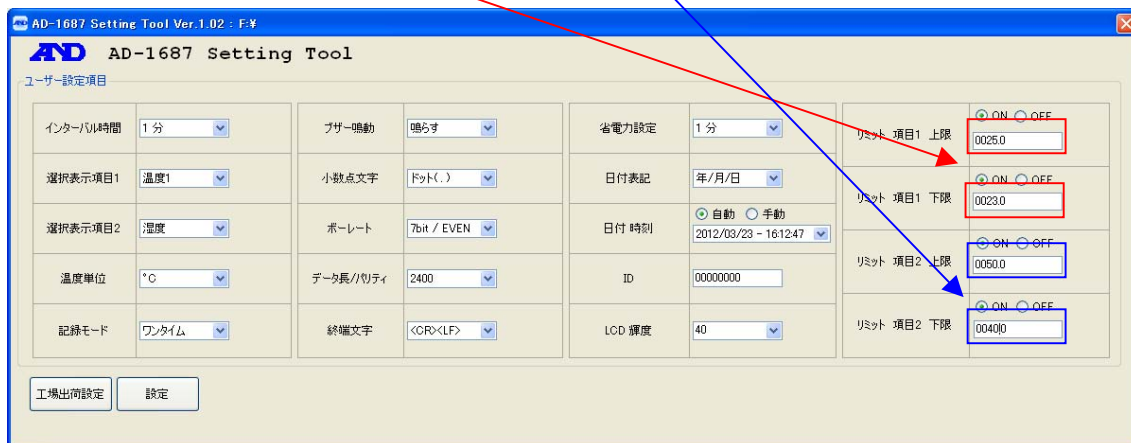 AD-1687 Setting Tool Ver.1.02 : F:¥
AND AD-1687 Setting Tool
ユーザー設定項目
インターバル時間 1 分
選択表示項目1 温度1
選択表示項目2 湿度
温度単位 °C
記録モード ワンタイム
ブザー鳴動 鳴らす
小数点文字 ドット(.)
ボーレート 7bit / EVEN
データ長/パリティ 2400
終端文字 <CR><LF>
省電力設定 1 分
日付表記 年/月/日
日付 時刻 自動 手動
2012/03/23 - 16:12:47
ID 00000000
LCD 輝度 40
リミット 項目1 上限 ON OFF
0025.0
リミット 項目1 下限 ON OFF
0023.0
リミット 項目2 上限 ON OFF
0050.0
リミット 項目2 下限 ON OFF
0040.0
工場出荷設定 設定